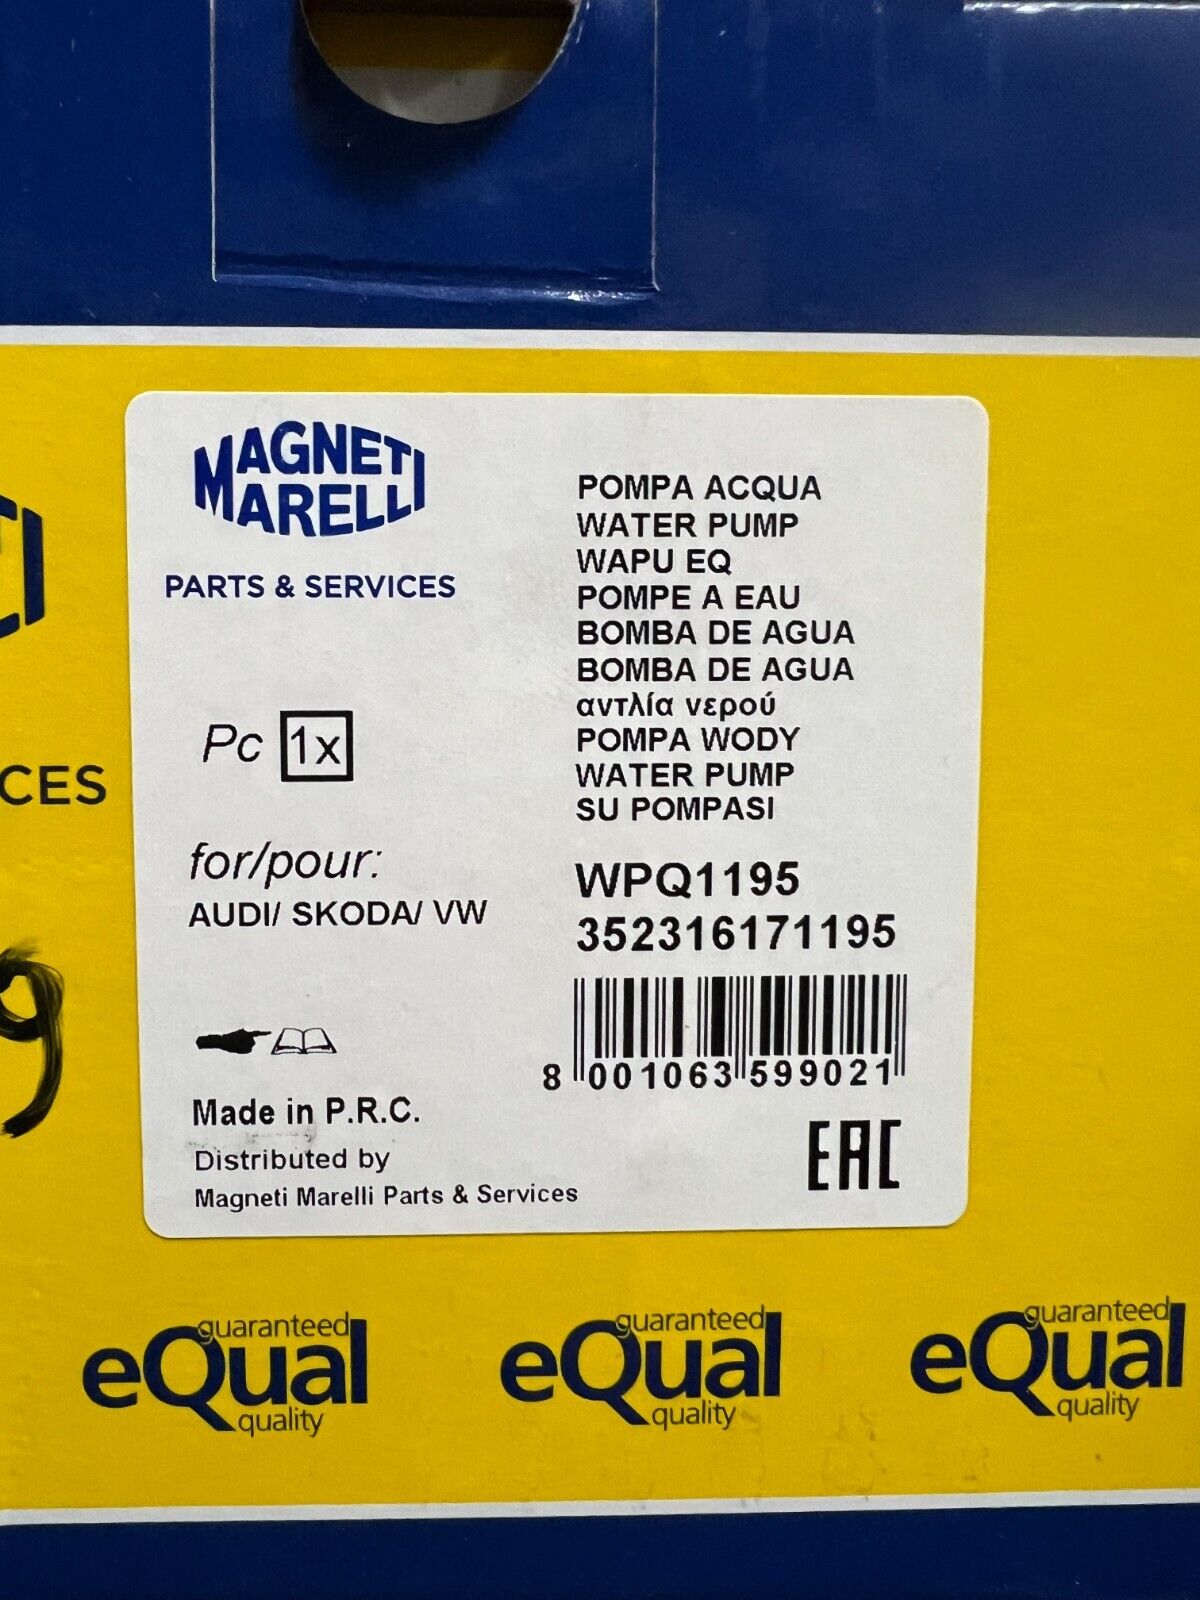 MAGNETI
MARELLI
PARTS & SERVICES
Pc 1x
for/pour:
AUDI/ SKODA/ VW
Made in P.R.C.
Distributed by
Magneti Marelli Parts & Services
POMPA ACQUA
WATER PUMP
WAPU EQ
POMPE A EAU
BOMBA DE AGUA
BOMBA DE AGUA
αντλία νερού
POMPA WODY
WATER PUMP
SU POMPASI
WPQ1195
352316171195
8 001063 599021
EAC
CES
9
guaranteed
eQual
quality
guaranteed
eQual
quality
guaranteed
eQual
quality